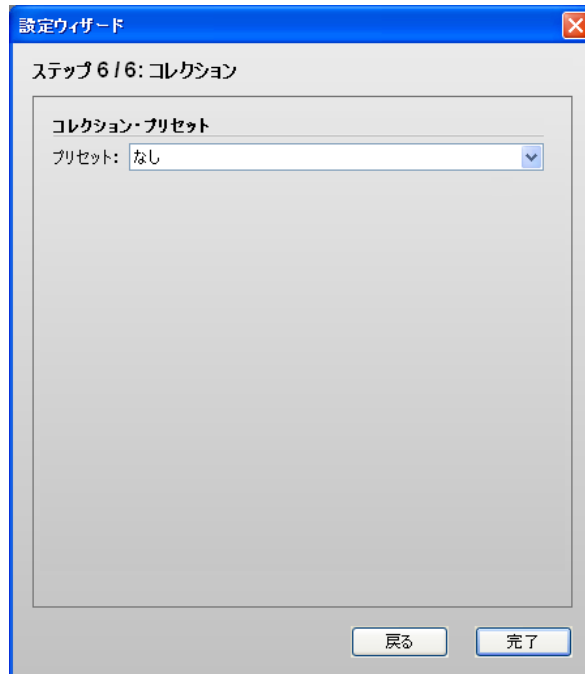 設定ウィザード
ステップ 6 / 6: コレクション
コレクション・プリセット
プリセット: なし
戻る 完了